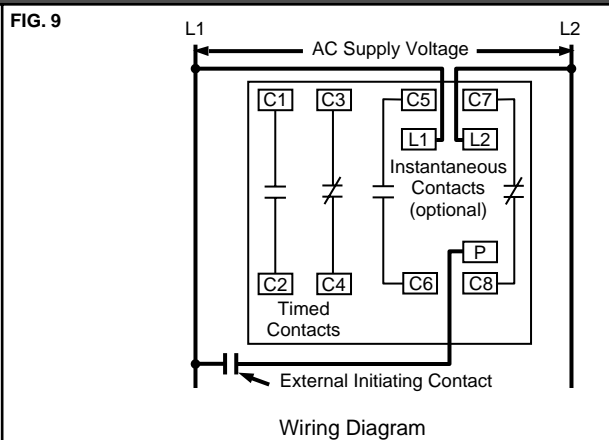 FIG. 9
L1 L2
AC Supply Voltage
C1 C3 C5 C7
L1 L2
Instantaneous
Contacts
(optional)
P
C2 C4 C6 C8
Timed
Contacts
External Initiating Contact
Wiring Diagram